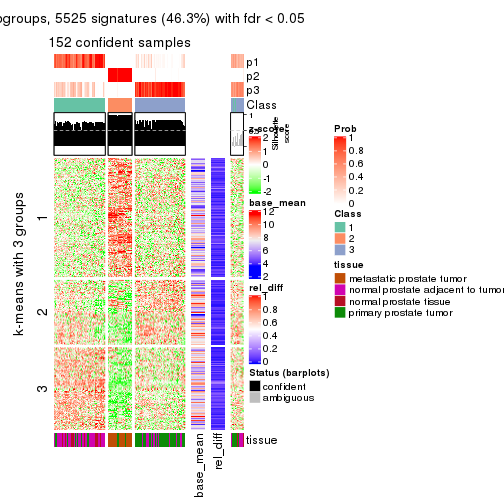 ogroups, 5525 signatures (46.3%) with fdr < 0.05
152 confident samples
p1
p2
p3
Class
1
Silhouette
score
z-score
2
1
0
-1
-2
base_mean
12
10
8
6
4
2
rel_diff
1
0.8
0.6
0.4
0.2
0
Status (barplots)
confident
ambiguous
Prob
1
0.8
0.6
0.4
0.2
0
Class
1
2
3
tissue
metastatic prostate tumor
normal prostate adjacent to tumor
normal prostate tissue
primary prostate tumor
k-means with 3 groups
1
2
3
tissue
base_mean
rel_diff